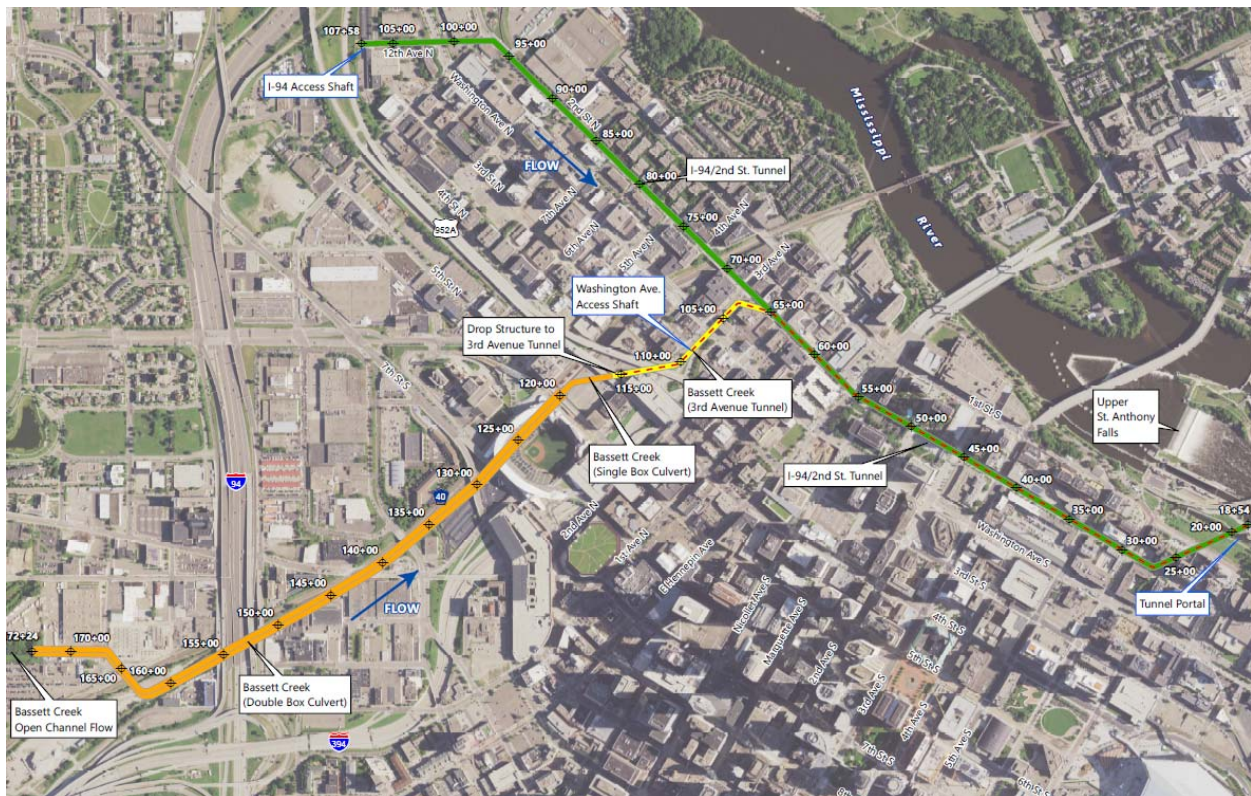 107+58
105+00
100+00
12th Ave N
95+00
I-94 Access Shaft
Washington Ave N
90+00
2nd St N
85+00
FLOW
3rd St N
4th St N
7th Ave N
6th Ave N
5th Ave N
80+00
I-94/2nd St. Tunnel
75+00
4th Ave N
70+00
3rd Ave N
Mississippi
River
952A
5th St N
Washington Ave.
Access Shaft
105+00
65+00
Drop Structure to
3rd Avenue Tunnel
110+00
60+00
7th St S
120+00
115+00
Bassett Creek
(3rd Avenue Tunnel)
55+00
1st St S
Upper
St. Anthony
Falls
50+00
125+00
Bassett Creek
(Single Box Culvert)
45+00
I-94/2nd St. Tunnel
130+00
94
40
40+00
135+00
2nd Ave N
1st Ave N
E Hennepin Ave
35+00
Washington Ave S
18+54
20+00
30+00
25+00
140+00
145+00
FLOW
Nicollet Ave S
Marquette Ave S
2nd Ave S
3rd Ave S
3rd St S
4th St S
5th St S
Tunnel Portal
150+00
155+00
72+24
170+00
165+00
160+00
Bassett Creek
Open Channel Flow
Bassett Creek
(Double Box Culvert)
394
4th Ave S
5th Ave S
7th St S
6th St S